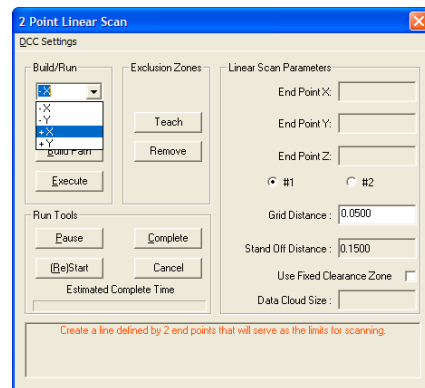 2 Point Linear Scan
DCC Settings
Build/Run
-X
-X
-Y
+X
+Y
Build Path
Execute
Exclusion Zones
Teach
Remove
Linear Scan Parameters
End Point X:
End Point Y:
End Point Z:
#1 #2
Grid Distance : 0.0500
Stand Off Distance : 0.1500
Use Fixed Clearance Zone
Data Cloud Size :
Run Tools
Pause Complete
(Re)Start Cancel
Estimated Complete Time
Create a line defined by 2 end points that will serve as the limits for scanning.